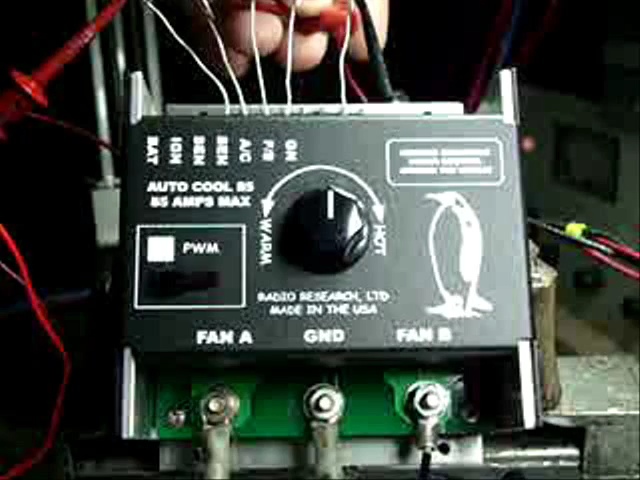 BAT
IGN
SEN
SEN
A/C
F/S
ON
AUTO COOL 85
85 AMPS MAX
WARM
HOT
PWM
RADIO RESEARCH, LTD
MADE IN THE USA
FAN A
GND
FAN B